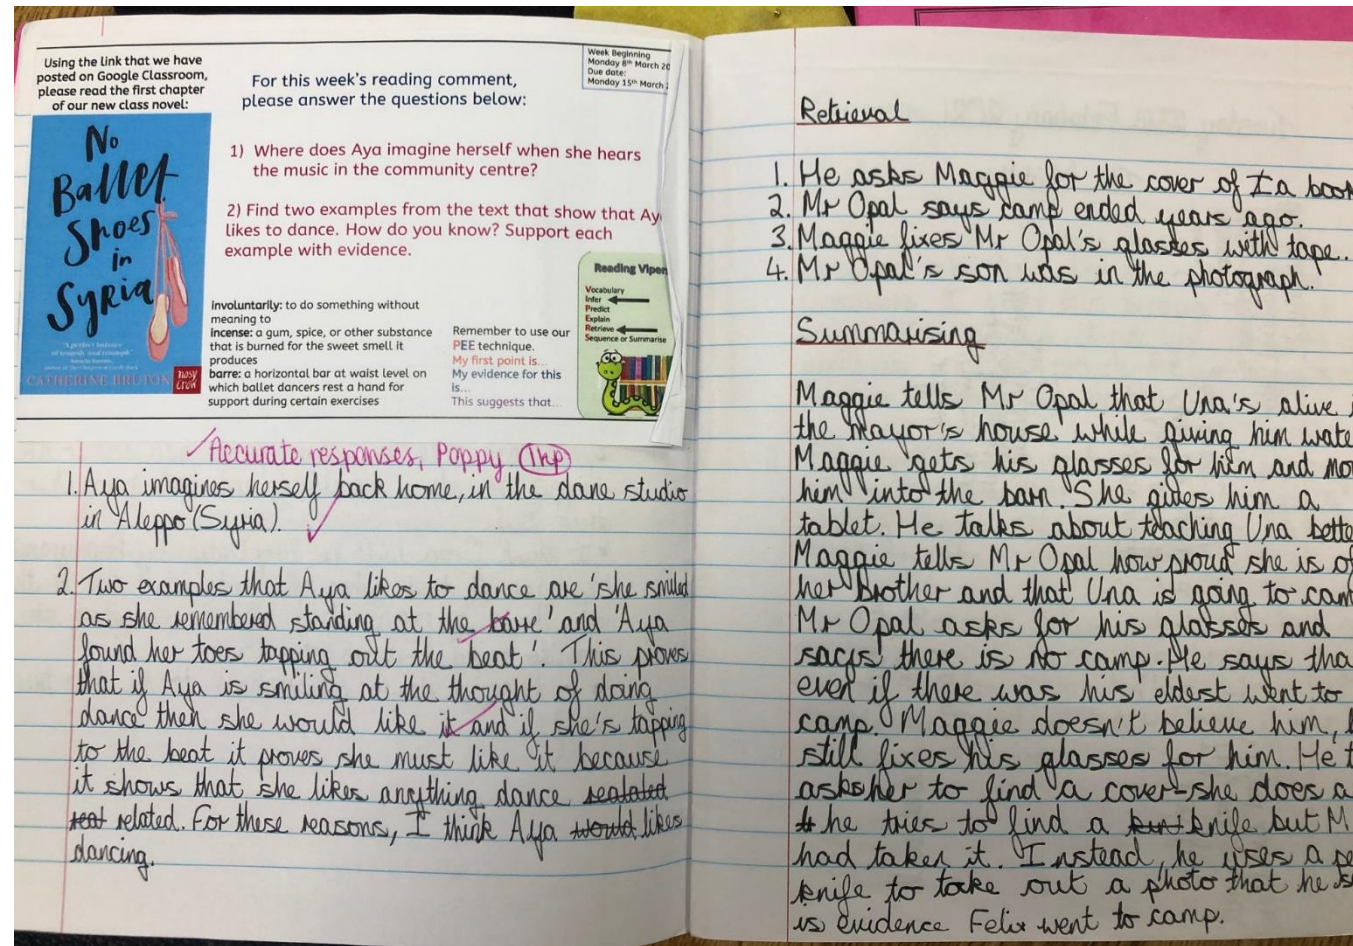 Using the link that we have
posted on Google Classroom,
please read the first chapter
of our new class novel:
No
Ballet
Shoes
in
Syria
"A perfect balance
of tragedy and triumph"
CATHERINE BRUTON
nosy
crow
For this week's reading comment,
please answer the questions below:
Week Beginning
Monday 8th March 20
Due date:
Monday 15th March
1) Where does Aya imagine herself when she hears
the music in the community centre?
2) Find two examples from the text that show that Ay
likes to dance. How do you know? Support each
example with evidence.
Involuntarily: to do something without
meaning to
incense: a gum, spice, or other substance
that is burned for the sweet smell it
produces
barre: a horizontal bar at waist level on
which ballet dancers rest a hand for
support during certain exercises
Remember to use our
PEE technique.
My first point is...
My evidence for this
is...
This suggests that...
Reading Vipen
Vocabulary
Infer
Predict
Explain
Retrieve
Sequence or Summarise
Accurate responses, Poppy 1hp
1. Aya imagines herself back home, in the dane studio
in Aleppo (Syria).
2. Two examples that Aya likes to dance are 'she smiled
as she remembered standing at the barre' and 'Aya
found her toes tapping out the beat'. This proves
that if Aya is smiling at the thought of doing
dance then she would like it and if she's tapping
to the beat it proves she must like it because
it shows that she likes anything dance realated
reat related. For these reasons, I think Aya would likes
dancing.
Retrieval
1. He asks Maggie for the cover of a boo
2. Mr Opal says camp ended years ago.
3. Maggie fixes Mr Opal's glasses with tape.
4. Mr Opal's son was in the photograph.
Summarising
Maggie tells Mr Opal that Una's alive
the mayor's house while giving him wate
Maggie gets his glasses for him and mo
him into the barn. She gides him a
tablet. He talks about teaching Una bette
Maggie tells Mr Opal how proud she is o
her brother and that Una is going to cam
Mr Opal asks for his glasses and
says there is no camp. He says tha
even if there was his eldest went to
camp. Maggie doesn't believe him,
still fixes his glasses for him. He t
asks her to find a cover-she does a
he tries to find a knife but M
had taken it. Instead, he uses a pe
knife to take out a photo that he s
is evidence Felix went to camp.